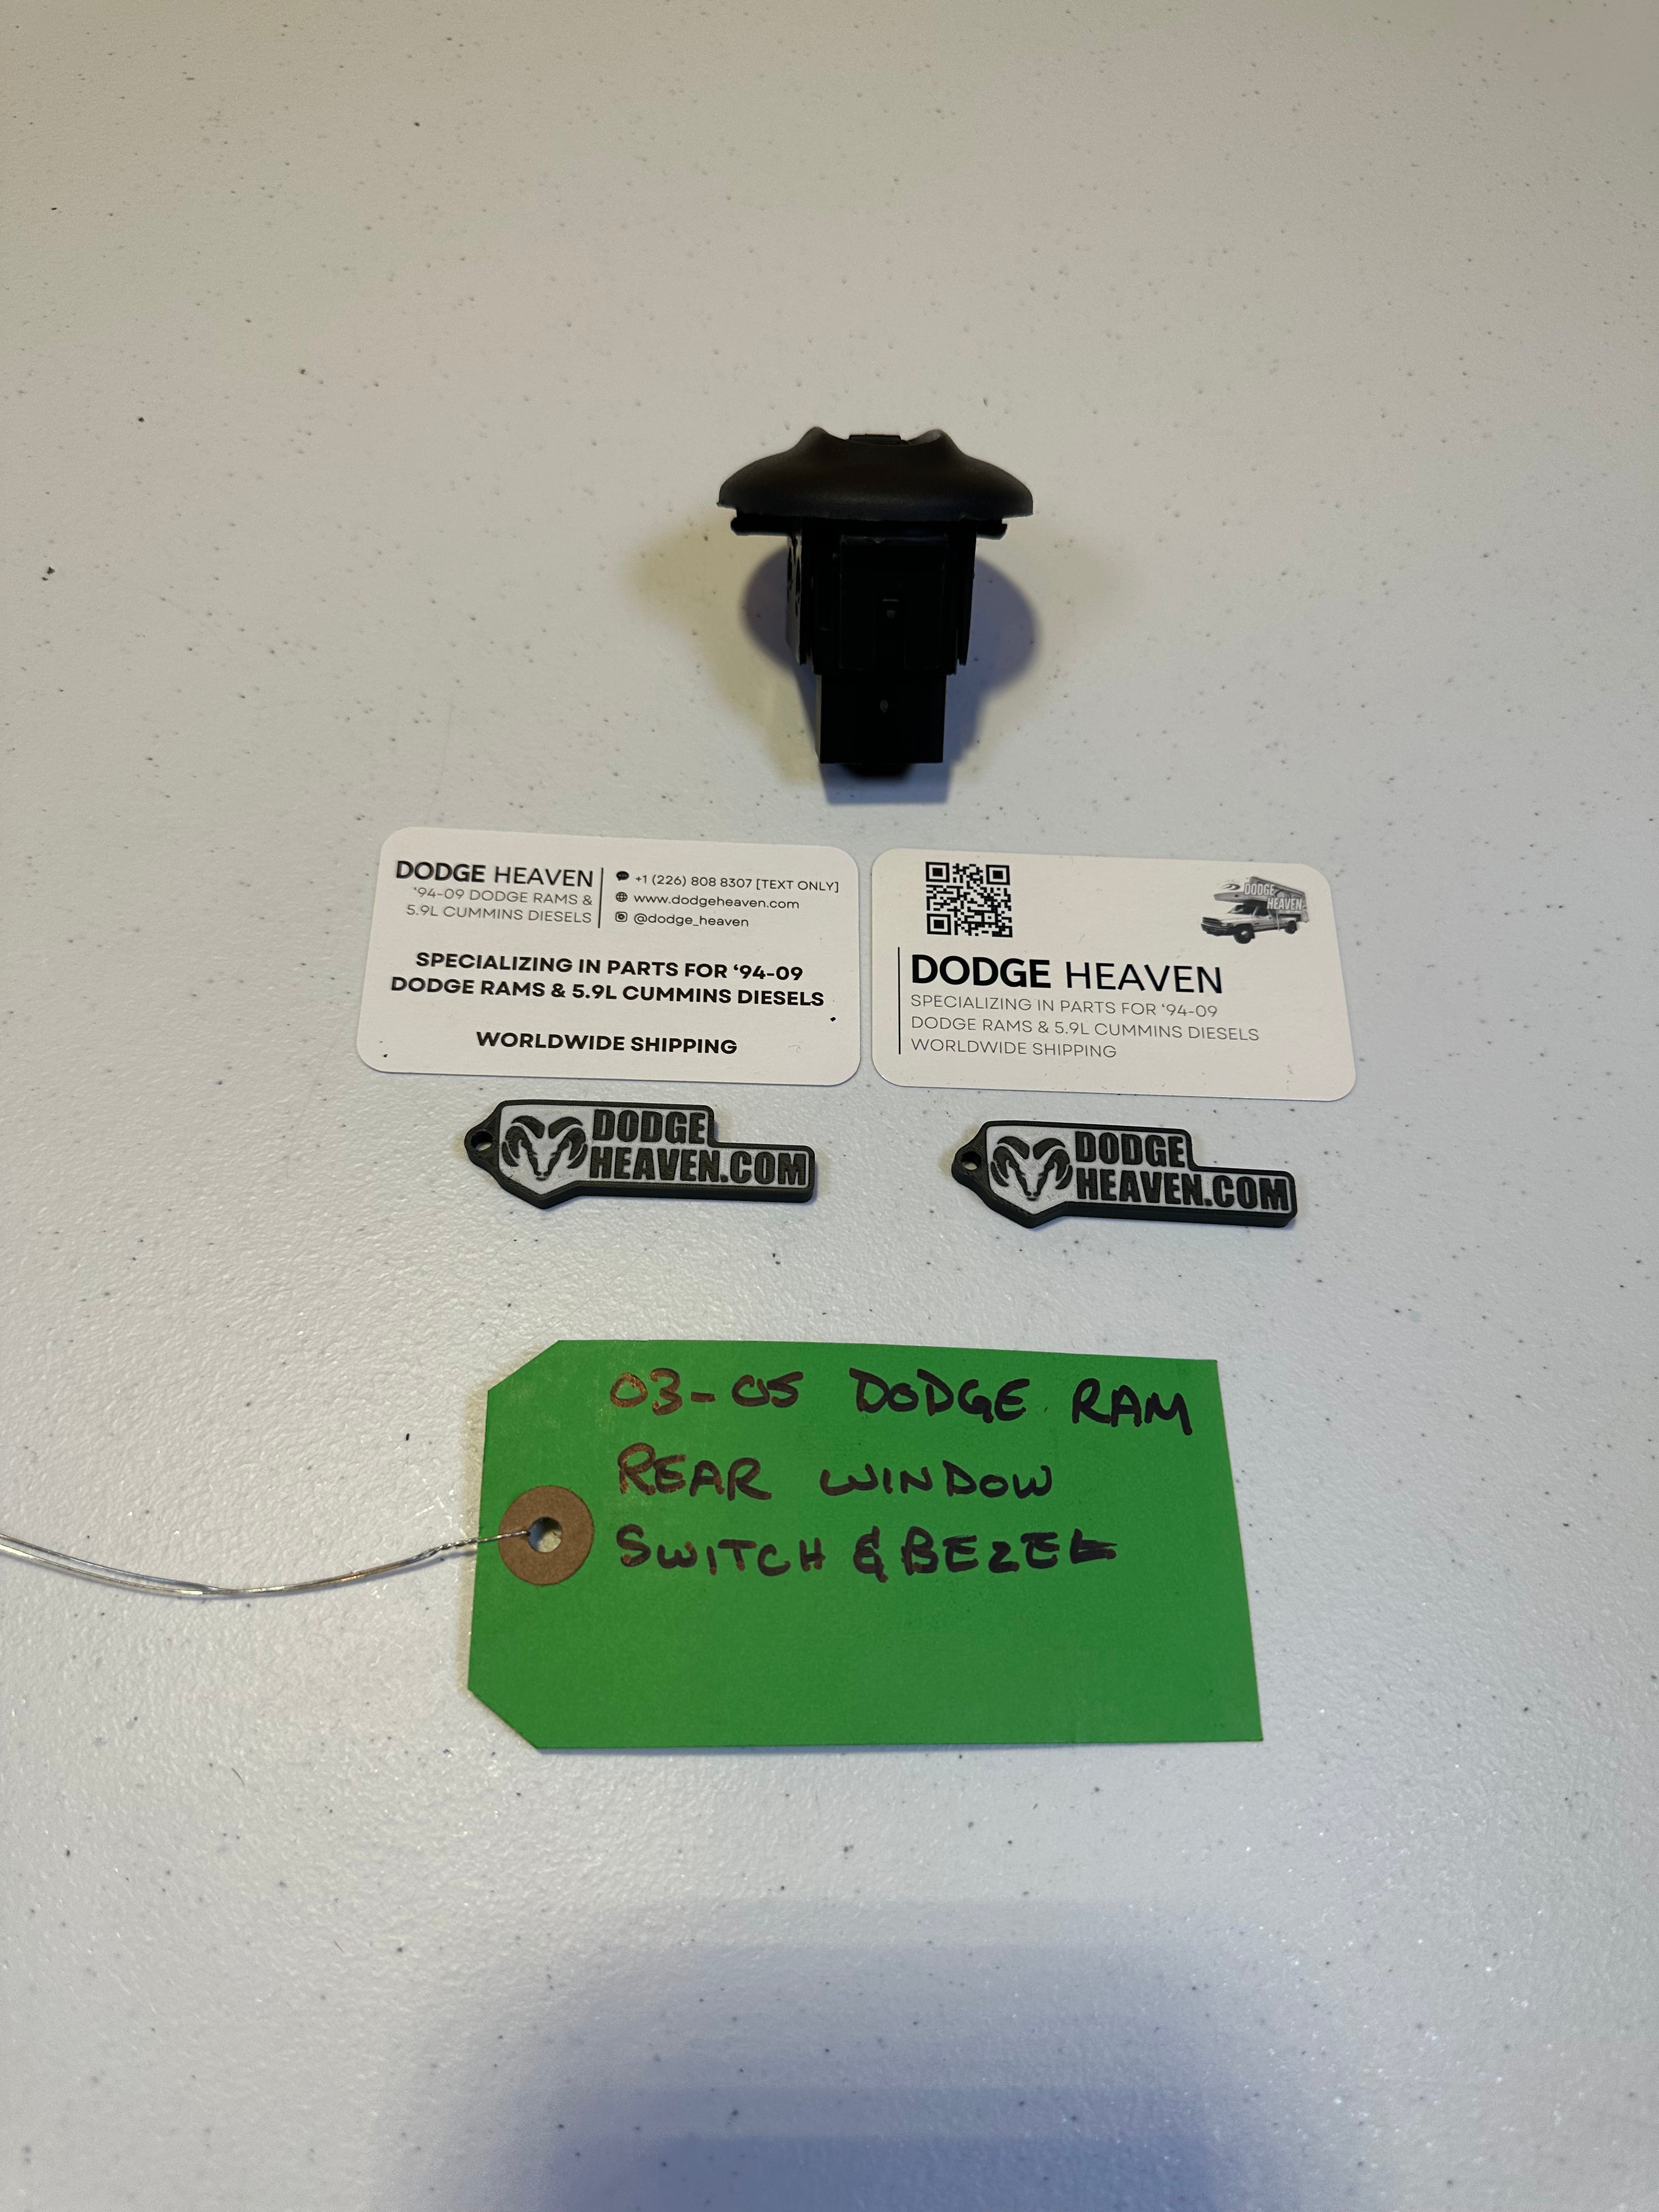 DODGE HEAVEN
'94-09 DODGE RAMS &
5.9L CUMMINS DIESELS
+1 (226) 808 8307 [TEXT ONLY]
www.dodgeheaven.com
@dodge_heaven
SPECIALIZING IN PARTS FOR '94-09
DODGE RAMS & 5.9L CUMMINS DIESELS
WORLDWIDE SHIPPING
DODGE
HEAVEN
DODGE HEAVEN
SPECIALIZING IN PARTS FOR '94-09
DODGE RAMS & 5.9L CUMMINS DIESELS
WORLDWIDE SHIPPING
DODGE
HEAVEN.COM
DODGE
HEAVEN.COM
03-05 DODGE RAM
REAR WINDOW
SWITCH & BEZEL